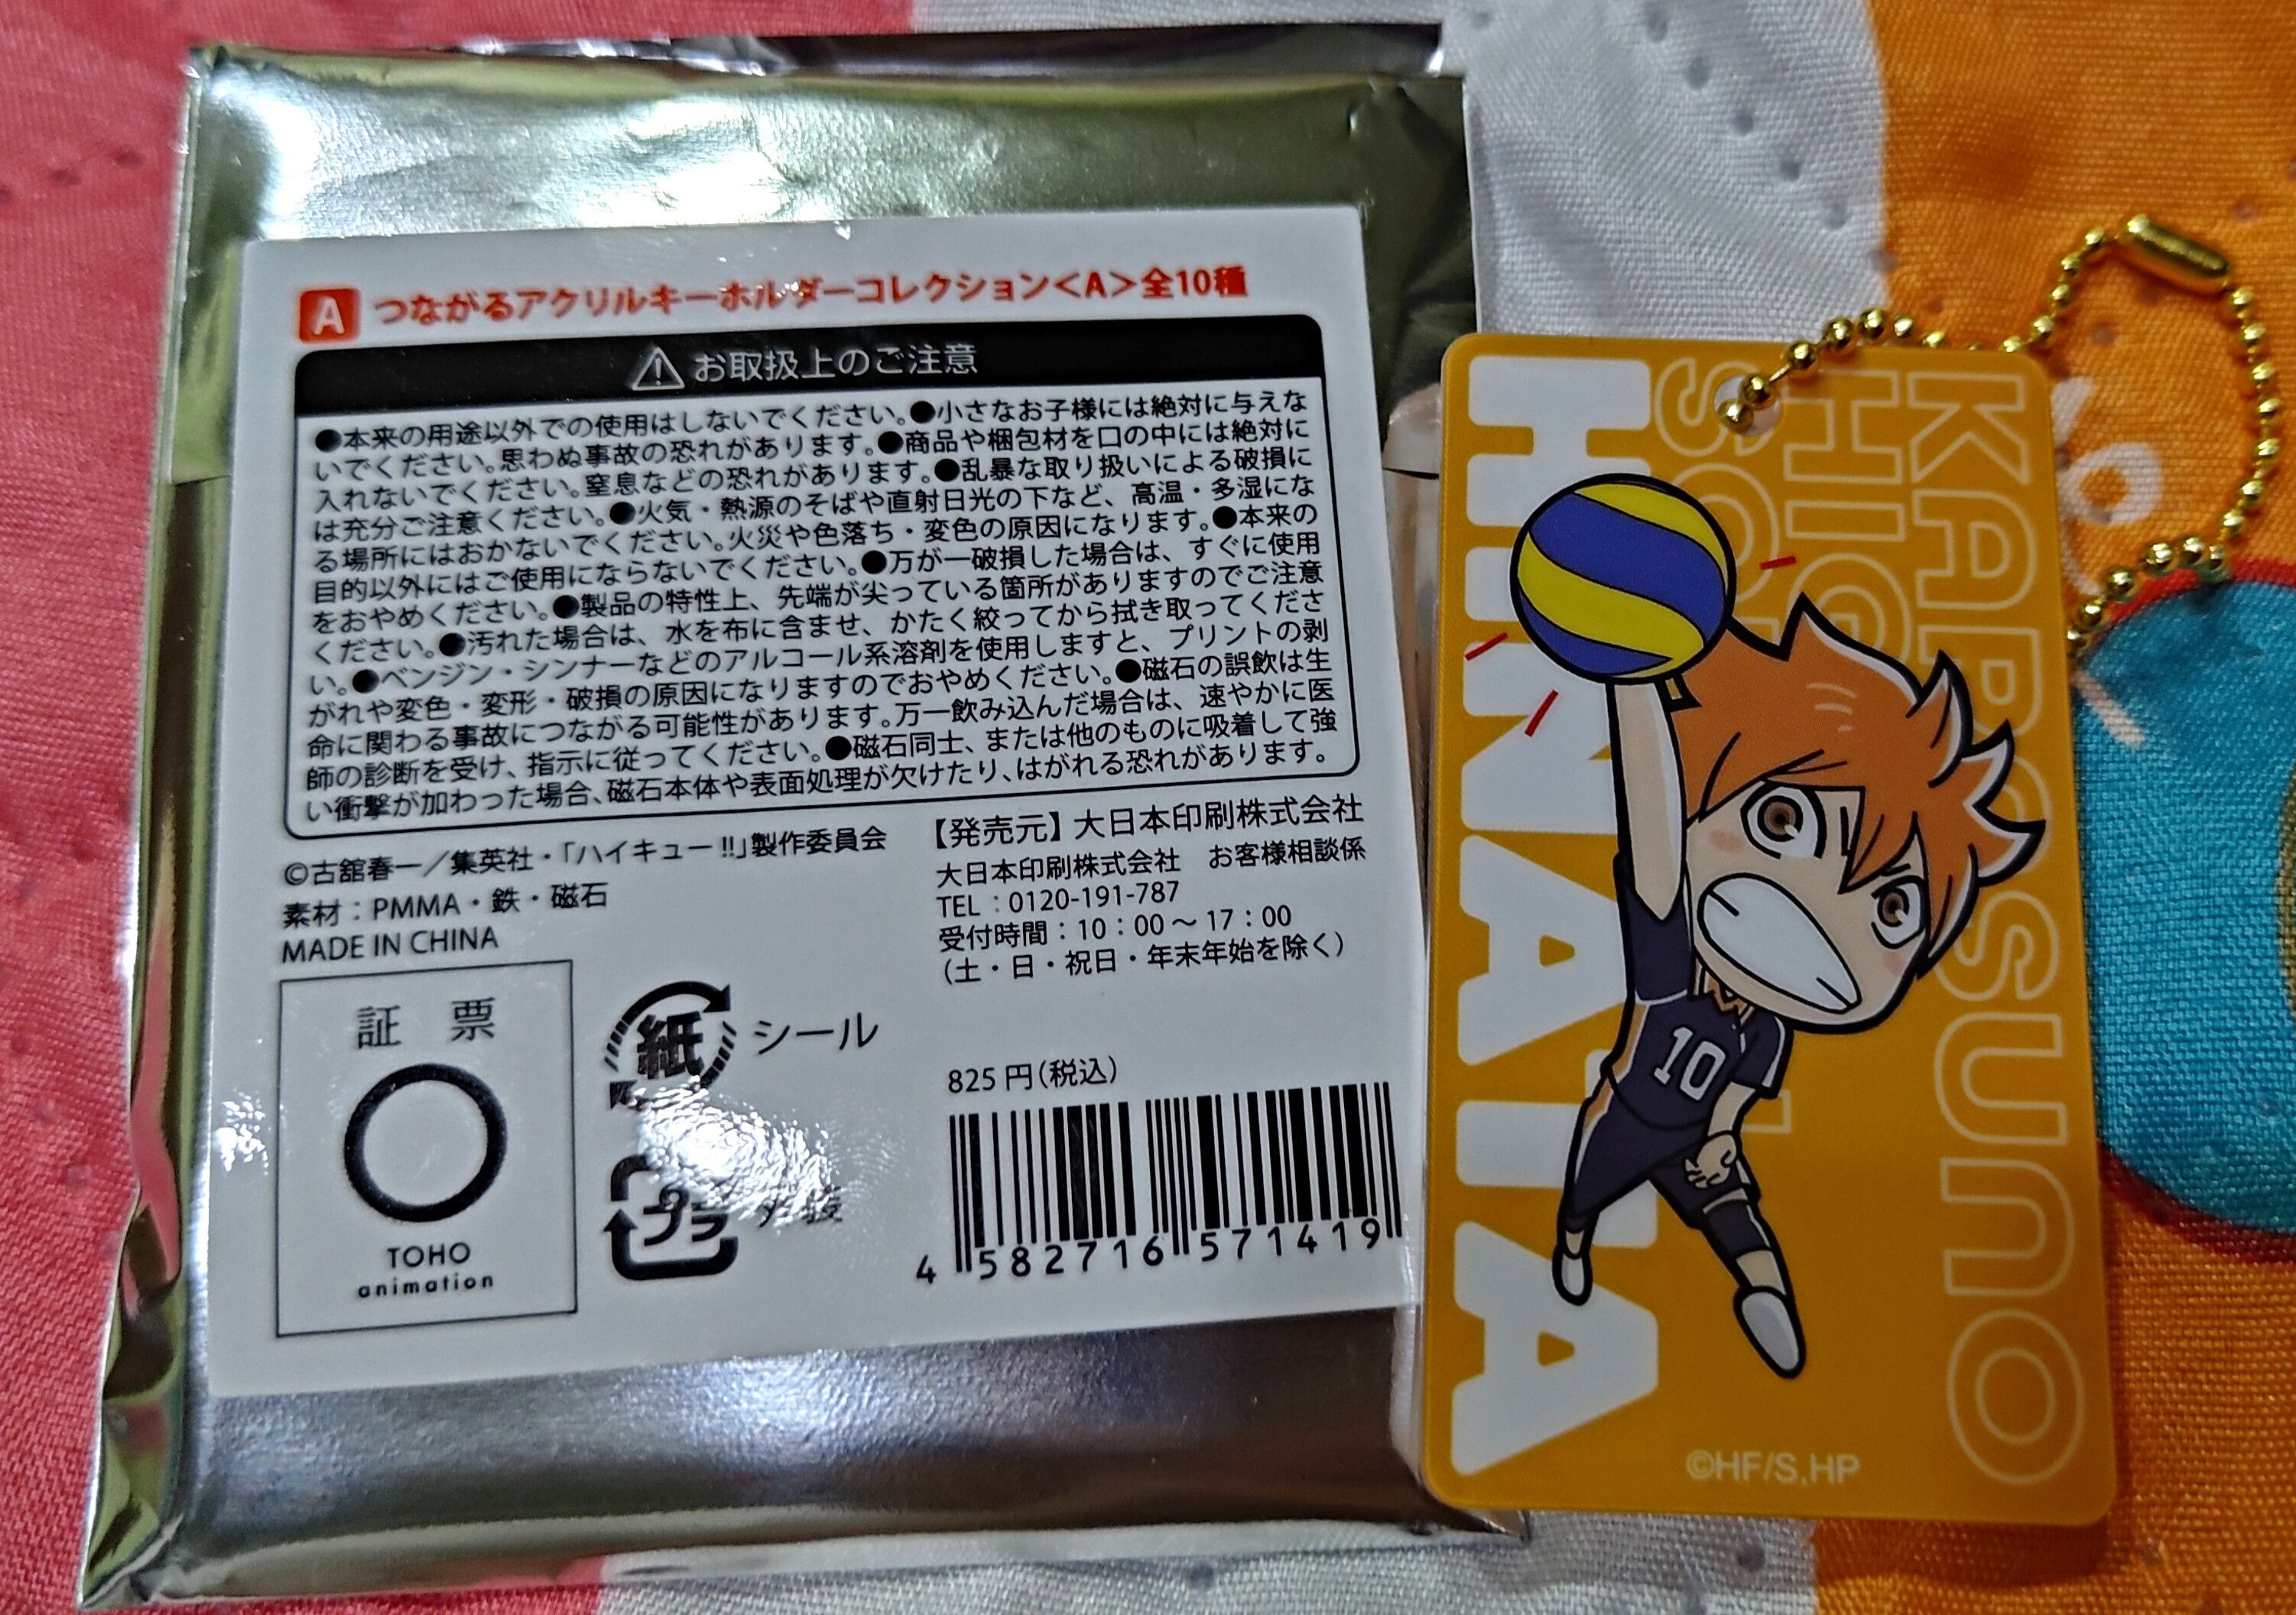 A つながるアクリルキーホルダーコレクション＜A＞全10種
お取扱上のご注意
●本来の用途以外での使用はしないでください。●小さなお子様には絶対に与えな
いでください。思わぬ事故の恐れがあります。●商品や梱包材を口の中には絶対に
入れないでください。窒息などの恐れがあります。●乱暴な取り扱いによる破損に
は充分ご注意ください。●火気・熱源のそばや直射日光の下など、高温・多湿にな
る場所にはおかないでください。火災や色落ち・変色の原因になります。●本来の
目的以外にはご使用にならないでください。●万が一破損した場合は、すぐに使用
をおやめください。●製品の特性上、先端が尖っている箇所がありますのでご注意
ください。●汚れた場合は、水を布に含ませ、かたく絞ってから拭き取ってくださ
い。●ベンジン・シンナーなどのアルコール系溶剤を使用しますと、プリントの剥
がれや変色・変形・破損の原因になりますのでおやめください。●磁石の誤飲は生
命に関わる事故につながる可能性があります。万一飲み込んだ場合は、速やかに医
師の診断を受け、指示に従ってください。●磁石同士、または他のものに吸着して強
い衝撃が加わった場合、磁石本体や表面処理が欠けたり、はがれる恐れがあります。
©古舘春一／集英社・「ハイキュー!!」製作委員会
素材：PMMA・鉄・磁石
MADE IN CHINA
【発売元】大日本印刷株式会社
大日本印刷株式会社 お客様相談係
TEL：0120-191-787
受付時間：10：00～17：00
（土・日・祝日・年末年始を除く）
証 票
TOHO
animation
紙 シール
プラ
825 円（税込）
4 582716 571419
HINATA
Karasuno
10
©HF/S,HP